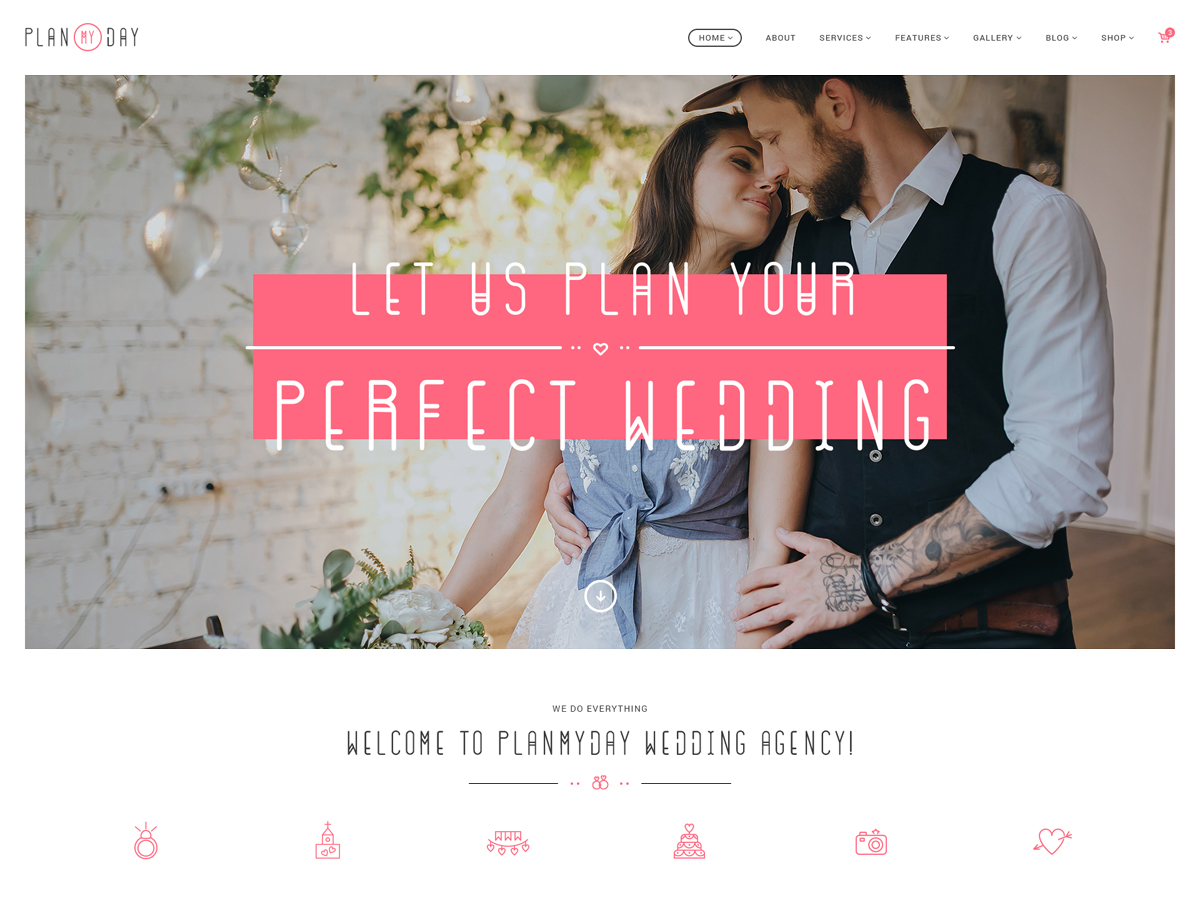 PLAN MY DAY
HOME ABOUT SERVICES FEATURES GALLERY BLOG SHOP 3
LET US PLAN YOUR
PERFECT WEDDING
WE DO EVERYTHING
WELCOME TO PLANMYDAY WEDDING AGENCY!